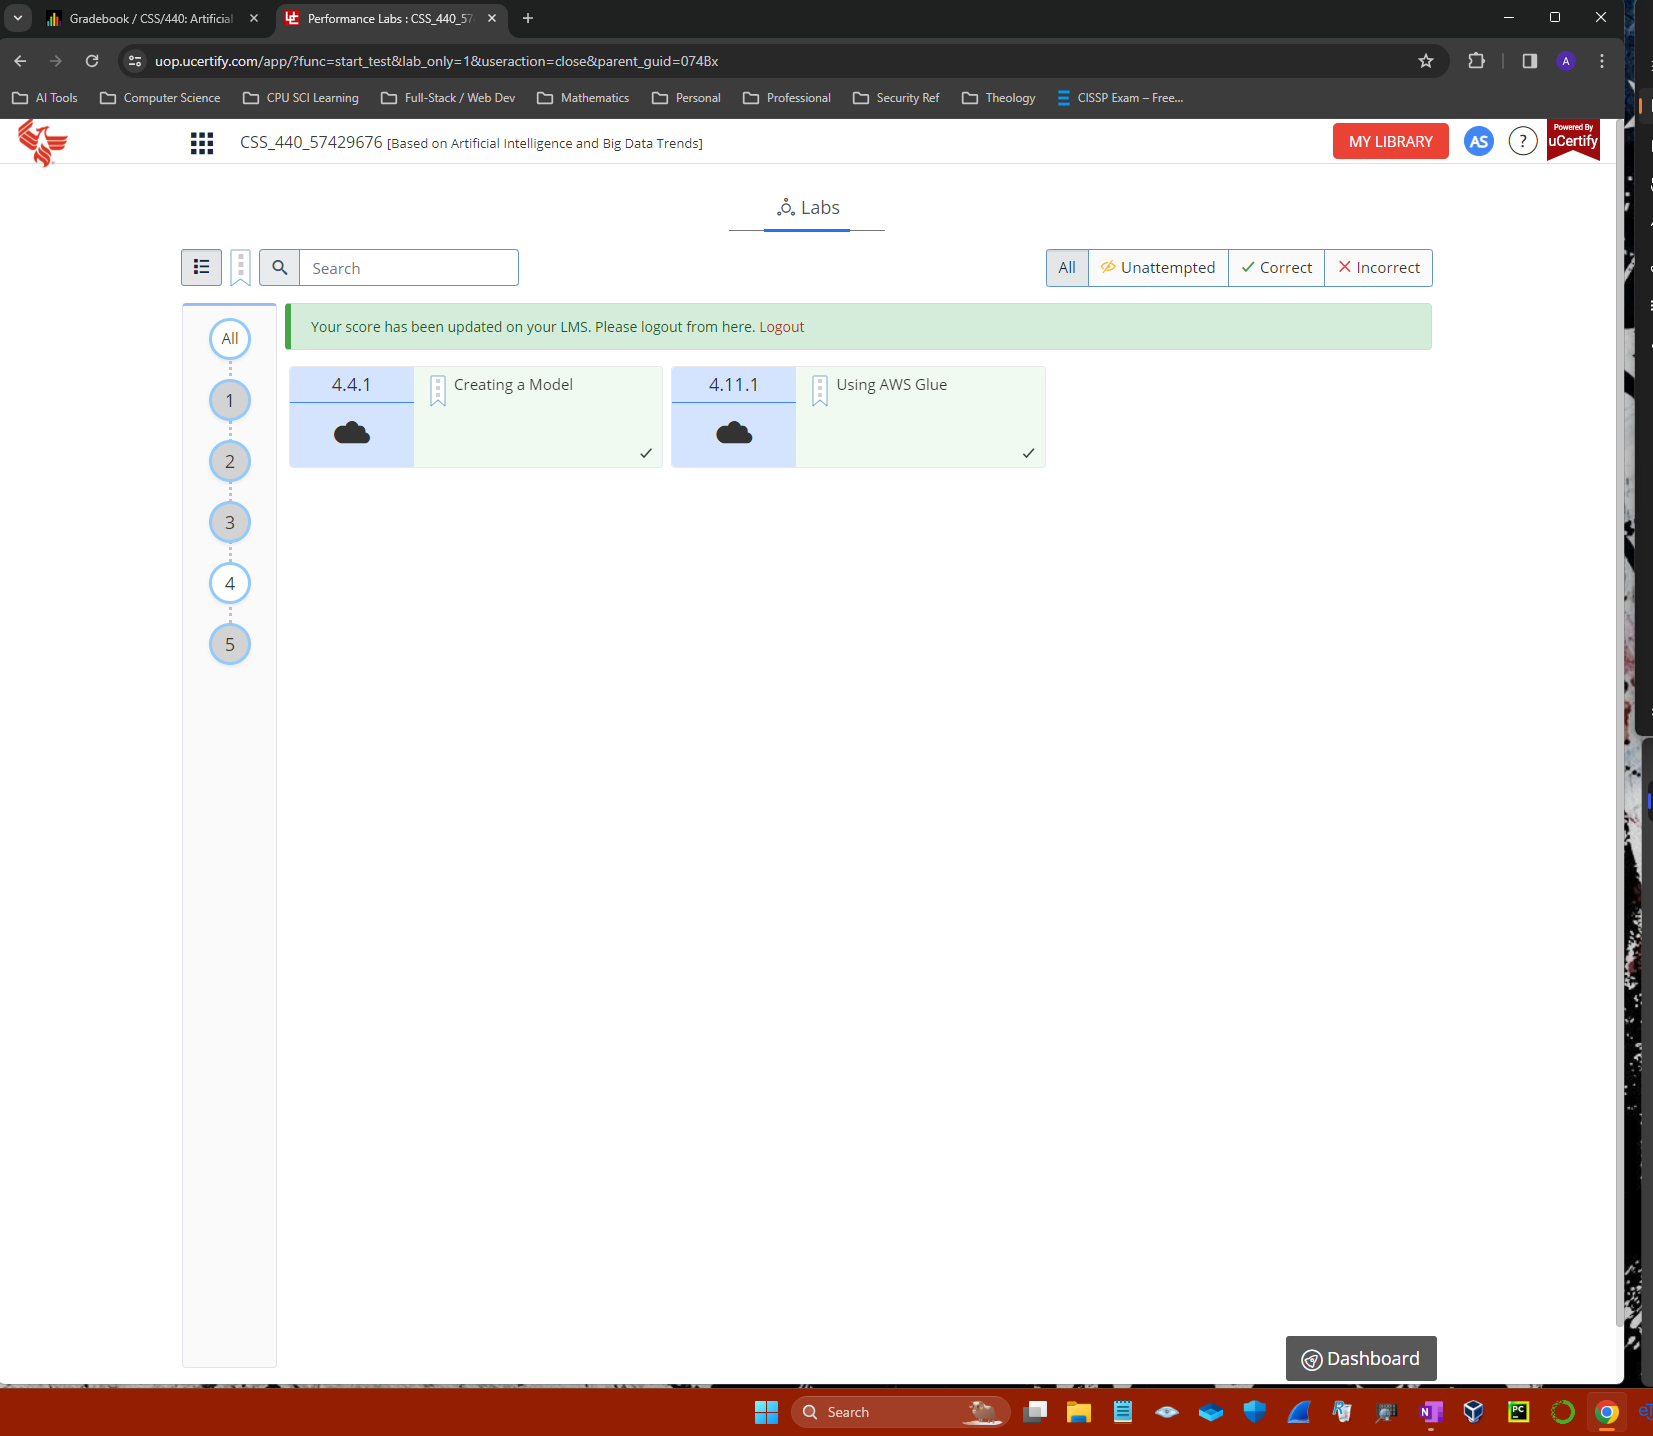 Gradebook / CSS/440: Artificial
Performance Labs : CSS_440_57
uop.ucertify.com/app/?func=start_test&lab_only=1&useraction=close&parent_guid=074Bx
A
AI Tools
Computer Science
CPU SCI Learning
Full-Stack / Web Dev
Mathematics
Personal
Professional
Security Ref
Theology
CISSP Exam – Free...
CSS_440_57429676 [Based on Artificial Intelligence and Big Data Trends]
MY LIBRARY
AS
?
Powered By
uCertify
Labs
Search
All
Unattempted
Correct
Incorrect
All
1
2
3
4
5
Your score has been updated on your LMS. Please logout from here. Logout
4.4.1
Creating a Model
4.11.1
Using AWS Glue
Dashboard
Search
N
PC